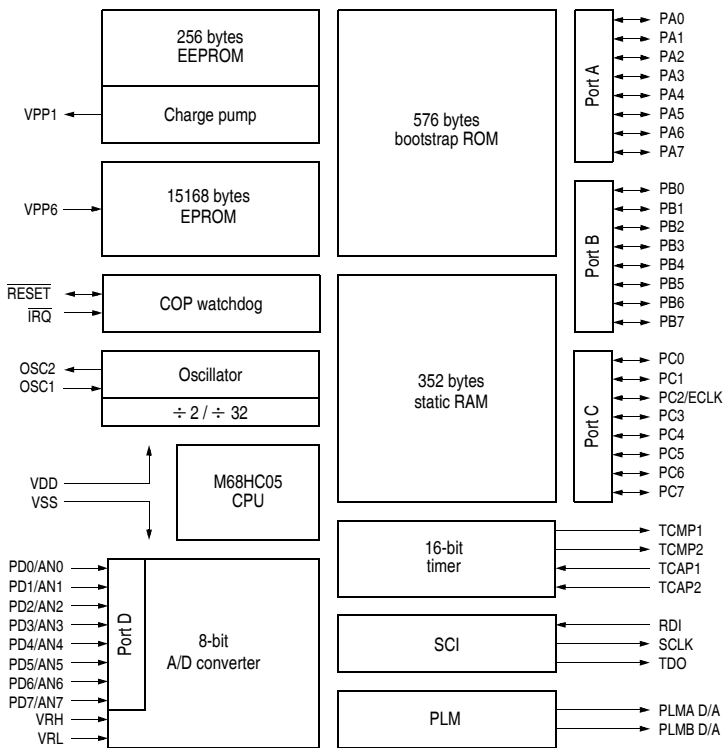 256 bytes
EEPROM
Charge pump
VPP1
15168 bytes
EPROM
VPP6
RESET
IRQ
COP watchdog
OSC2
OSC1
Oscillator
÷ 2 / ÷ 32
VDD
VSS
M68HC05
CPU
PD0/AN0
PD1/AN1
PD2/AN2
PD3/AN3
PD4/AN4
PD5/AN5
PD6/AN6
PD7/AN7
VRH
VRL
Port D
8-bit
A/D converter
576 bytes
bootstrap ROM
352 bytes
static RAM
16-bit
timer
SCI
PLM
Port A
PA0
PA1
PA2
PA3
PA4
PA5
PA6
PA7
Port B
PB0
PB1
PB2
PB3
PB4
PB5
PB6
PB7
Port C
PC0
PC1
PC2/ECLK
PC3
PC4
PC5
PC6
PC7
TCMP1
TCMP2
TCAP1
TCAP2
RDI
SCLK
TDO
PLMA D/A
PLMB D/A